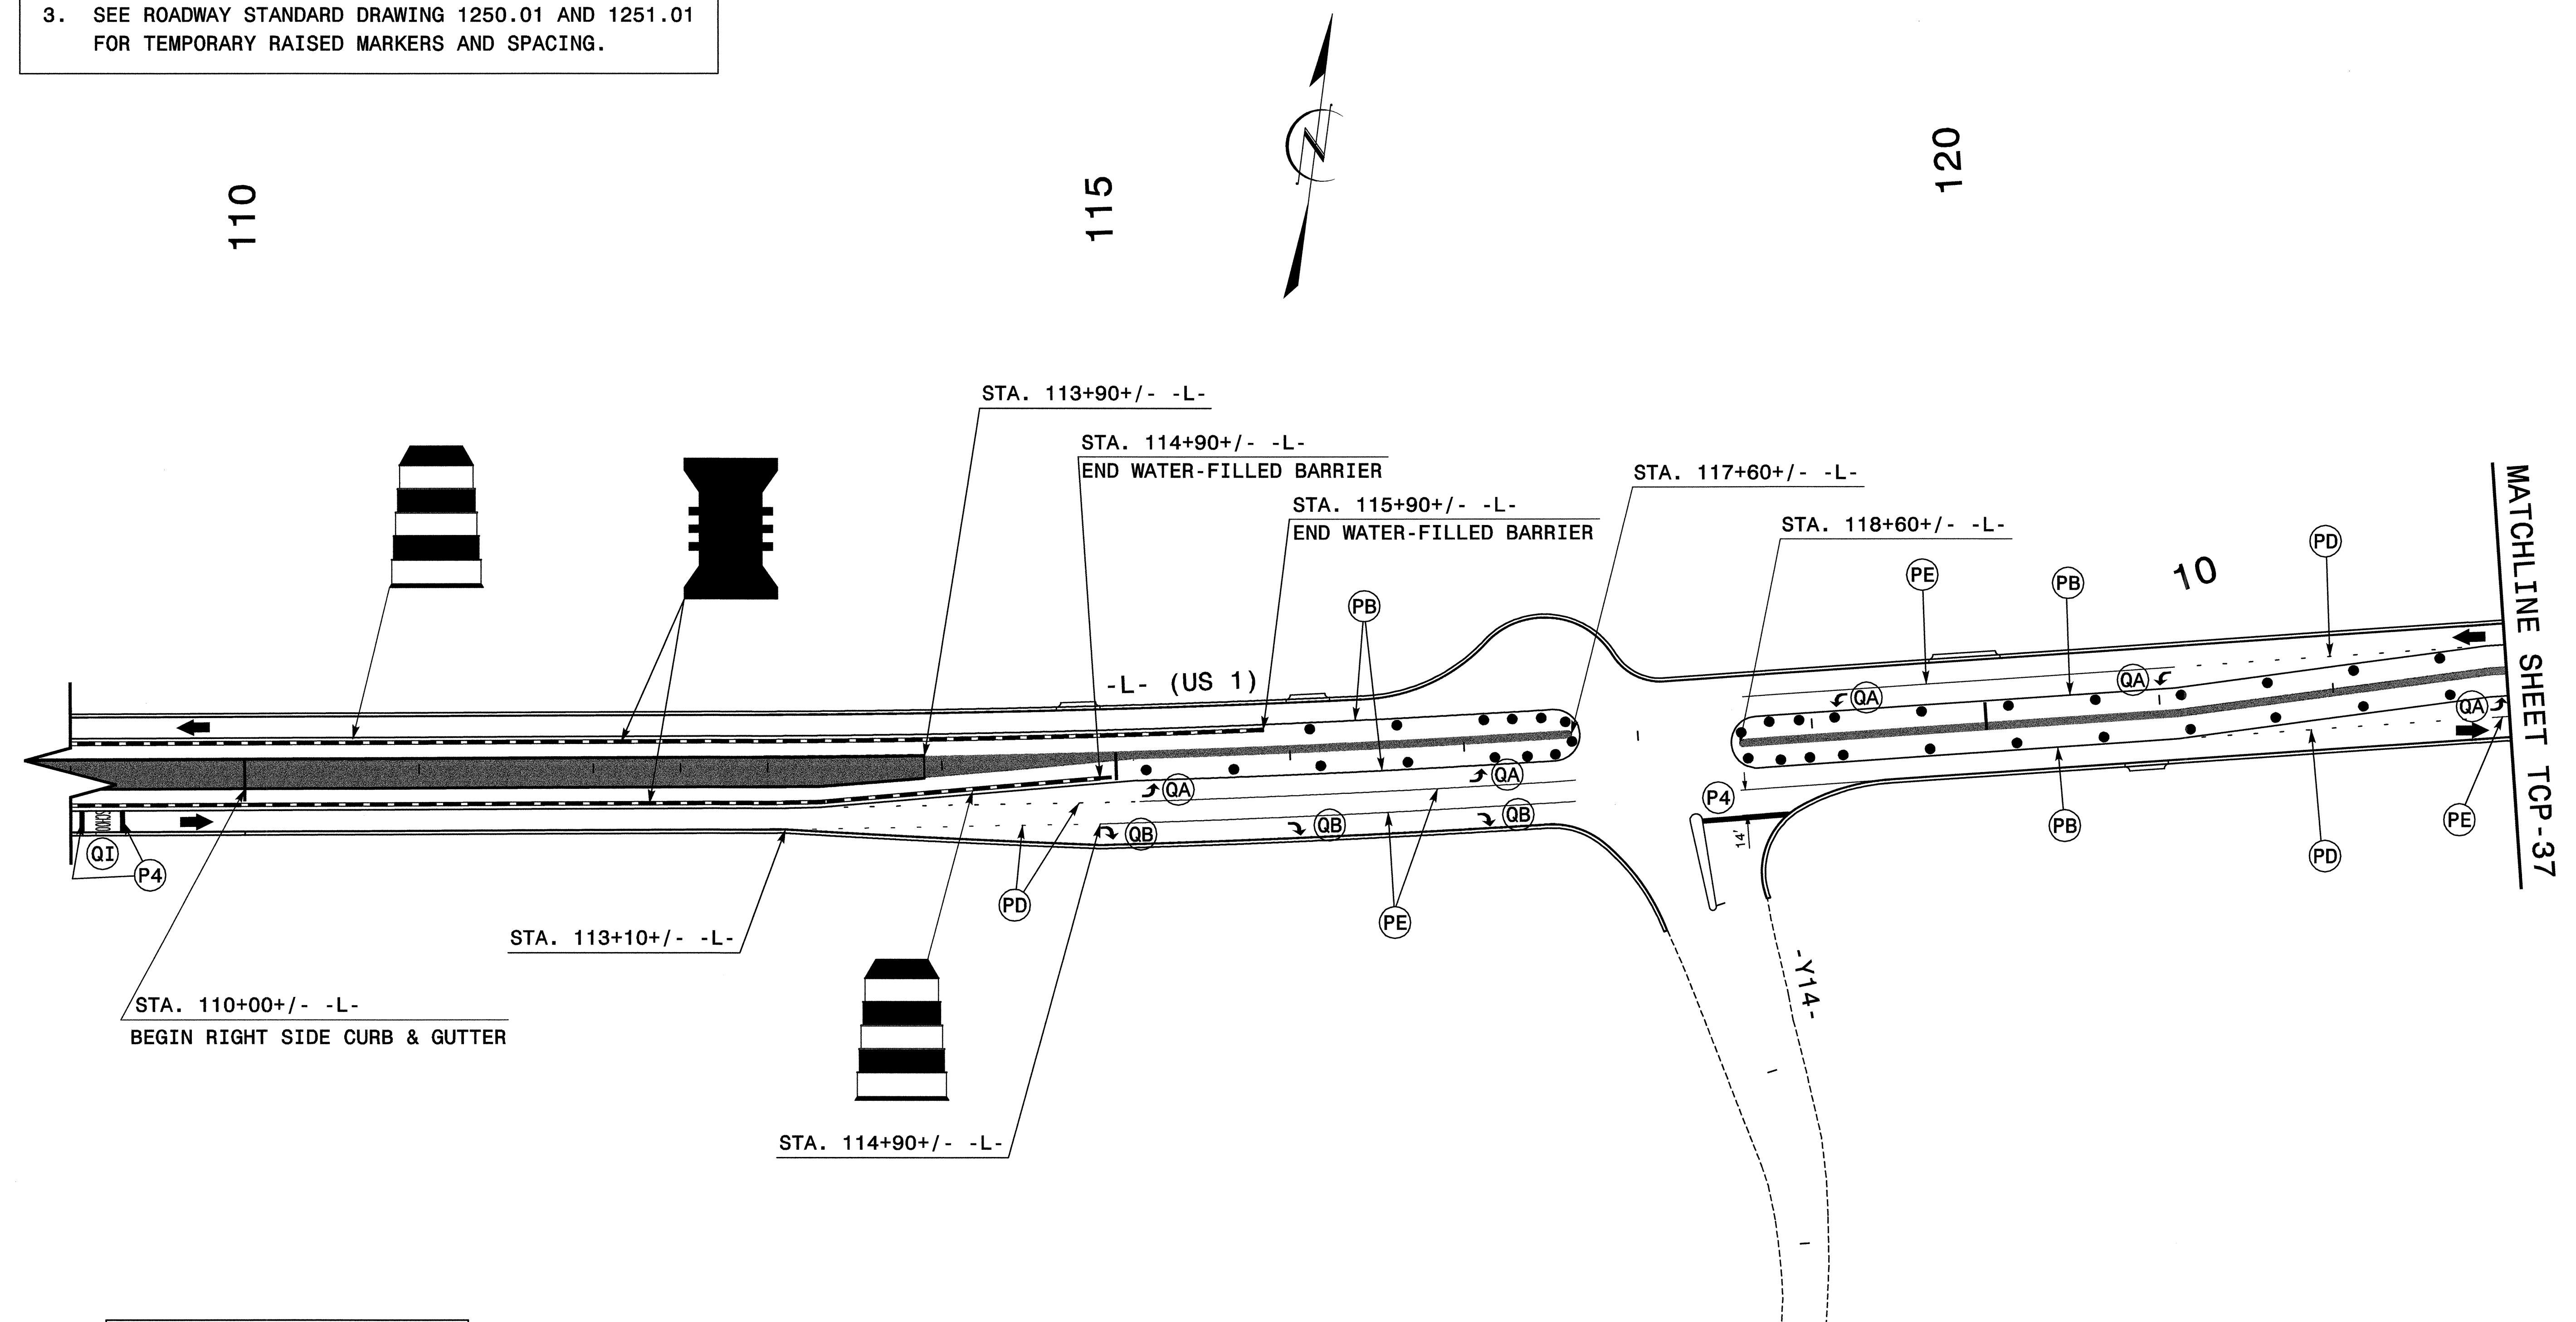 3. SEE ROADWAY STANDARD DRAWING 1250.01 AND 1251.01
FOR TEMPORARY RAISED MARKERS AND SPACING.
110
115
120
N
STA. 113+90+/- -L-
STA. 114+90+/- -L-
END WATER-FILLED BARRIER
STA. 115+90+/- -L-
END WATER-FILLED BARRIER
STA. 117+60+/- -L-
STA. 118+60+/- -L-
MATCHLINE SHEET TCP-37
10
PD
PE
PB
PB
-L- (US 1)
QA
QA
QA
QA
QA
QB
QB
QB
P4
14'
PB
PD
PE
SCHOOL
QI
P4
PD
PE
STA. 113+10+/- -L-
-Y14-
STA. 110+00+/- -L-
BEGIN RIGHT SIDE CURB & GUTTER
STA. 114+90+/- -L-